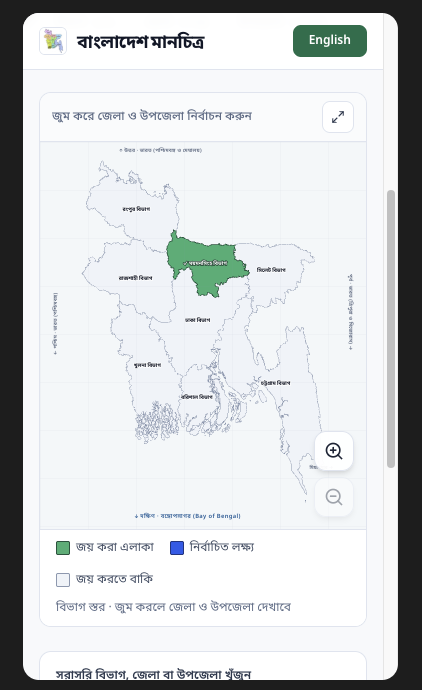 বাংলাদেশ মানচিত্র
English
জুম করে জেলা ও উপজেলা নির্বাচন করুন
রংপুর বিভাগ
✓ ময়মনসিংহ বিভাগ
সিলেট বিভাগ
রাজশাহী বিভাগ
ঢাকা বিভাগ
খুলনা বিভাগ
বরিশাল বিভাগ
চট্টগ্রাম বিভাগ
↓ দক্ষিণ · বঙ্গোপসাগর (Bay of Bengal)
জয় করা এলাকা
নির্বাচিত লক্ষ্য
জয় করতে বাকি
বিভাগ স্তর · জুম করলে জেলা ও উপজেলা দেখাবে
সরাসরি বিভাগ, জেলা বা উপজেলা খুঁজুন